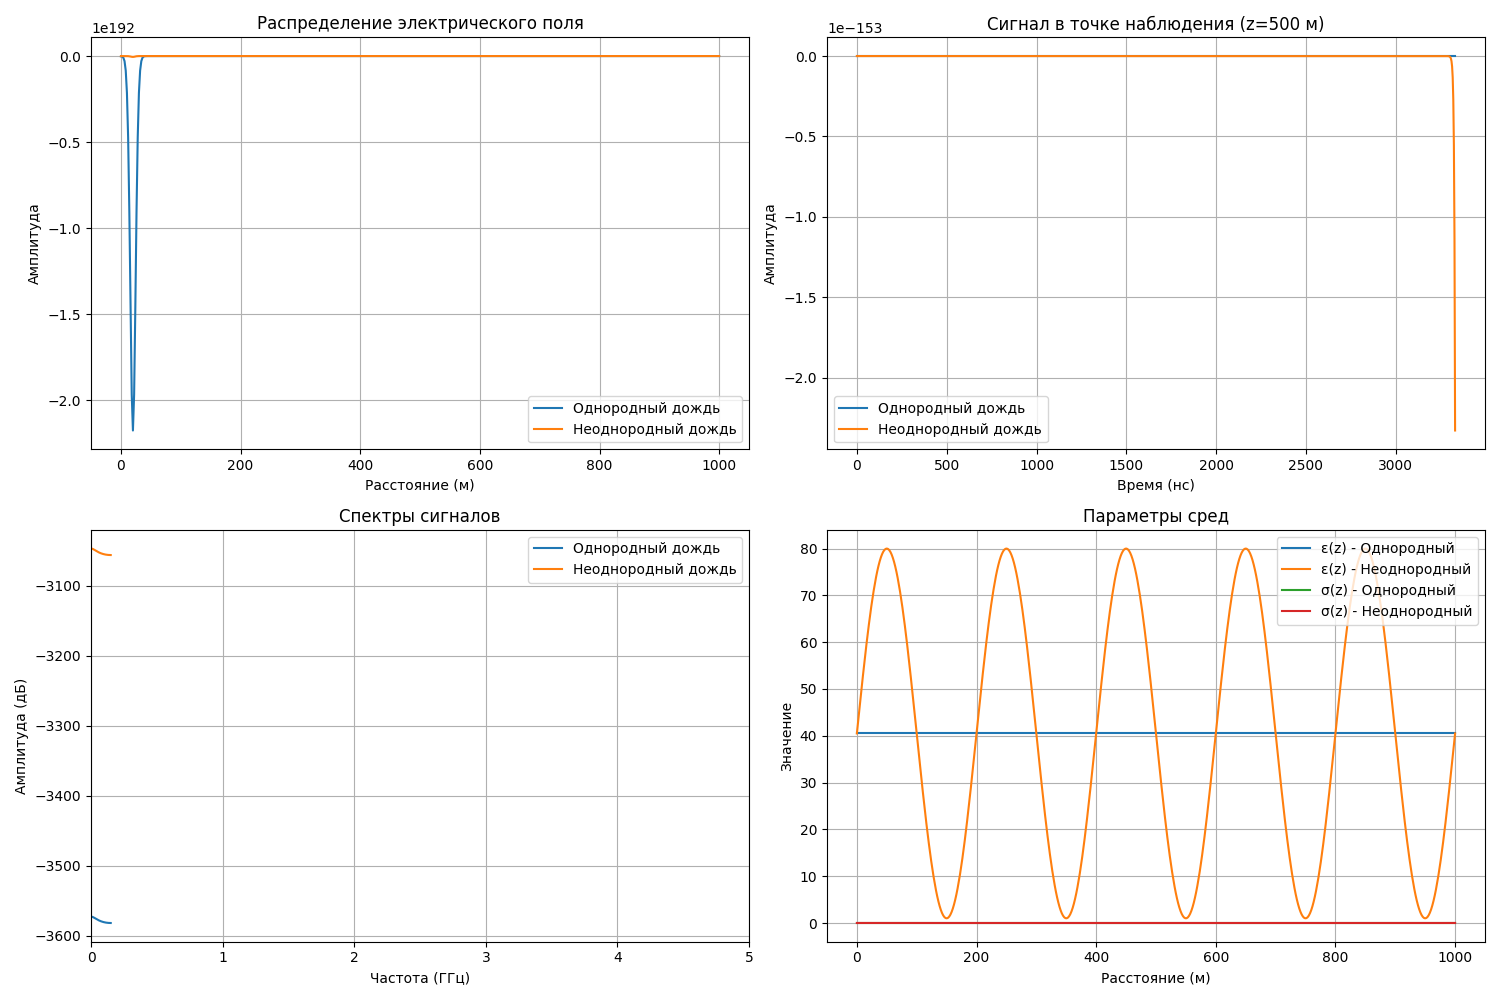 Распределение электрического поля
1e192
0.0
−0.5
−1.0
−1.5
−2.0
Амплитуда
0 200 400 600 800 1000
Расстояние (м)
Однородный дождь
Неоднородный дождь
Сигнал в точке наблюдения (z=500 м)
1e−153
0.0
−0.5
−1.0
−1.5
−2.0
Амплитуда
0 500 1000 1500 2000 2500 3000
Время (нс)
Однородный дождь
Неоднородный дождь
Спектры сигналов
−3100
−3200
−3300
−3400
−3500
−3600
Амплитуда (дБ)
0 1 2 3 4 5
Частота (ГГц)
Однородный дождь
Неоднородный дождь
Параметры сред
80
70
60
50
40
30
20
10
0
Значение
0 200 400 600 800 1000
Расстояние (м)
ε(z) - Однородный
ε(z) - Неоднородный
σ(z) - Однородный
σ(z) - Неоднородный